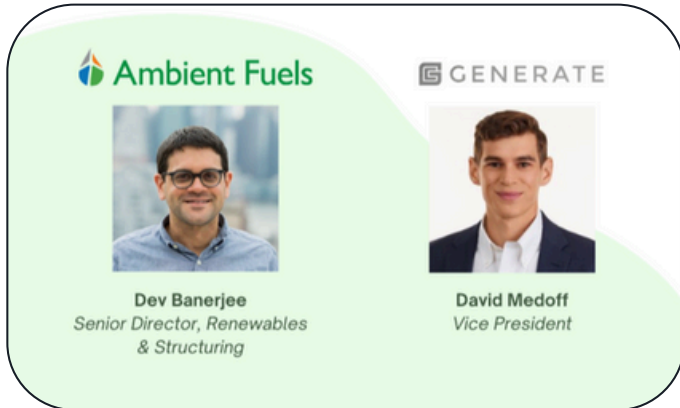 Ambient Fuels
GENERATE
Dev Banerjee
Senior Director, Renewables
& Structuring
David Medoff
Vice President